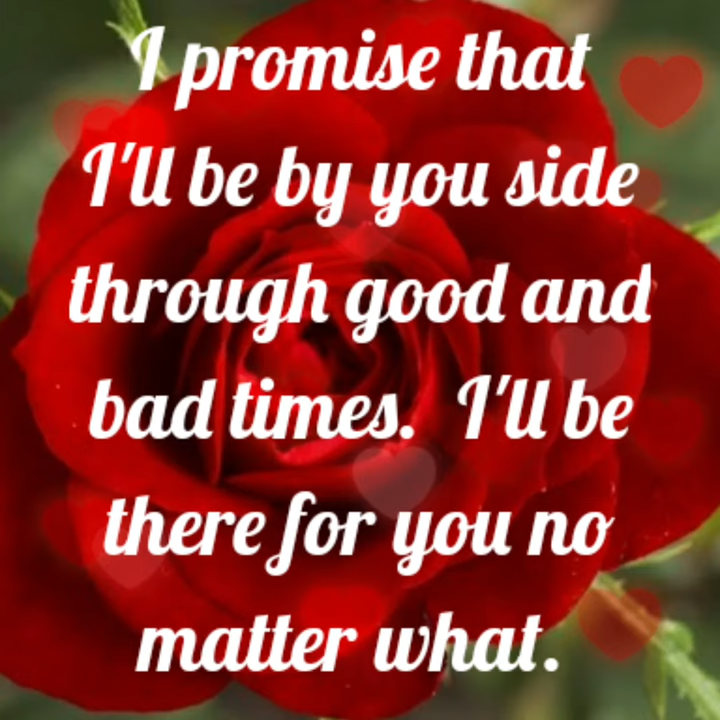 I promise that
I'll be by you side
through good and
bad times. I'll be
there for you no
matter what.